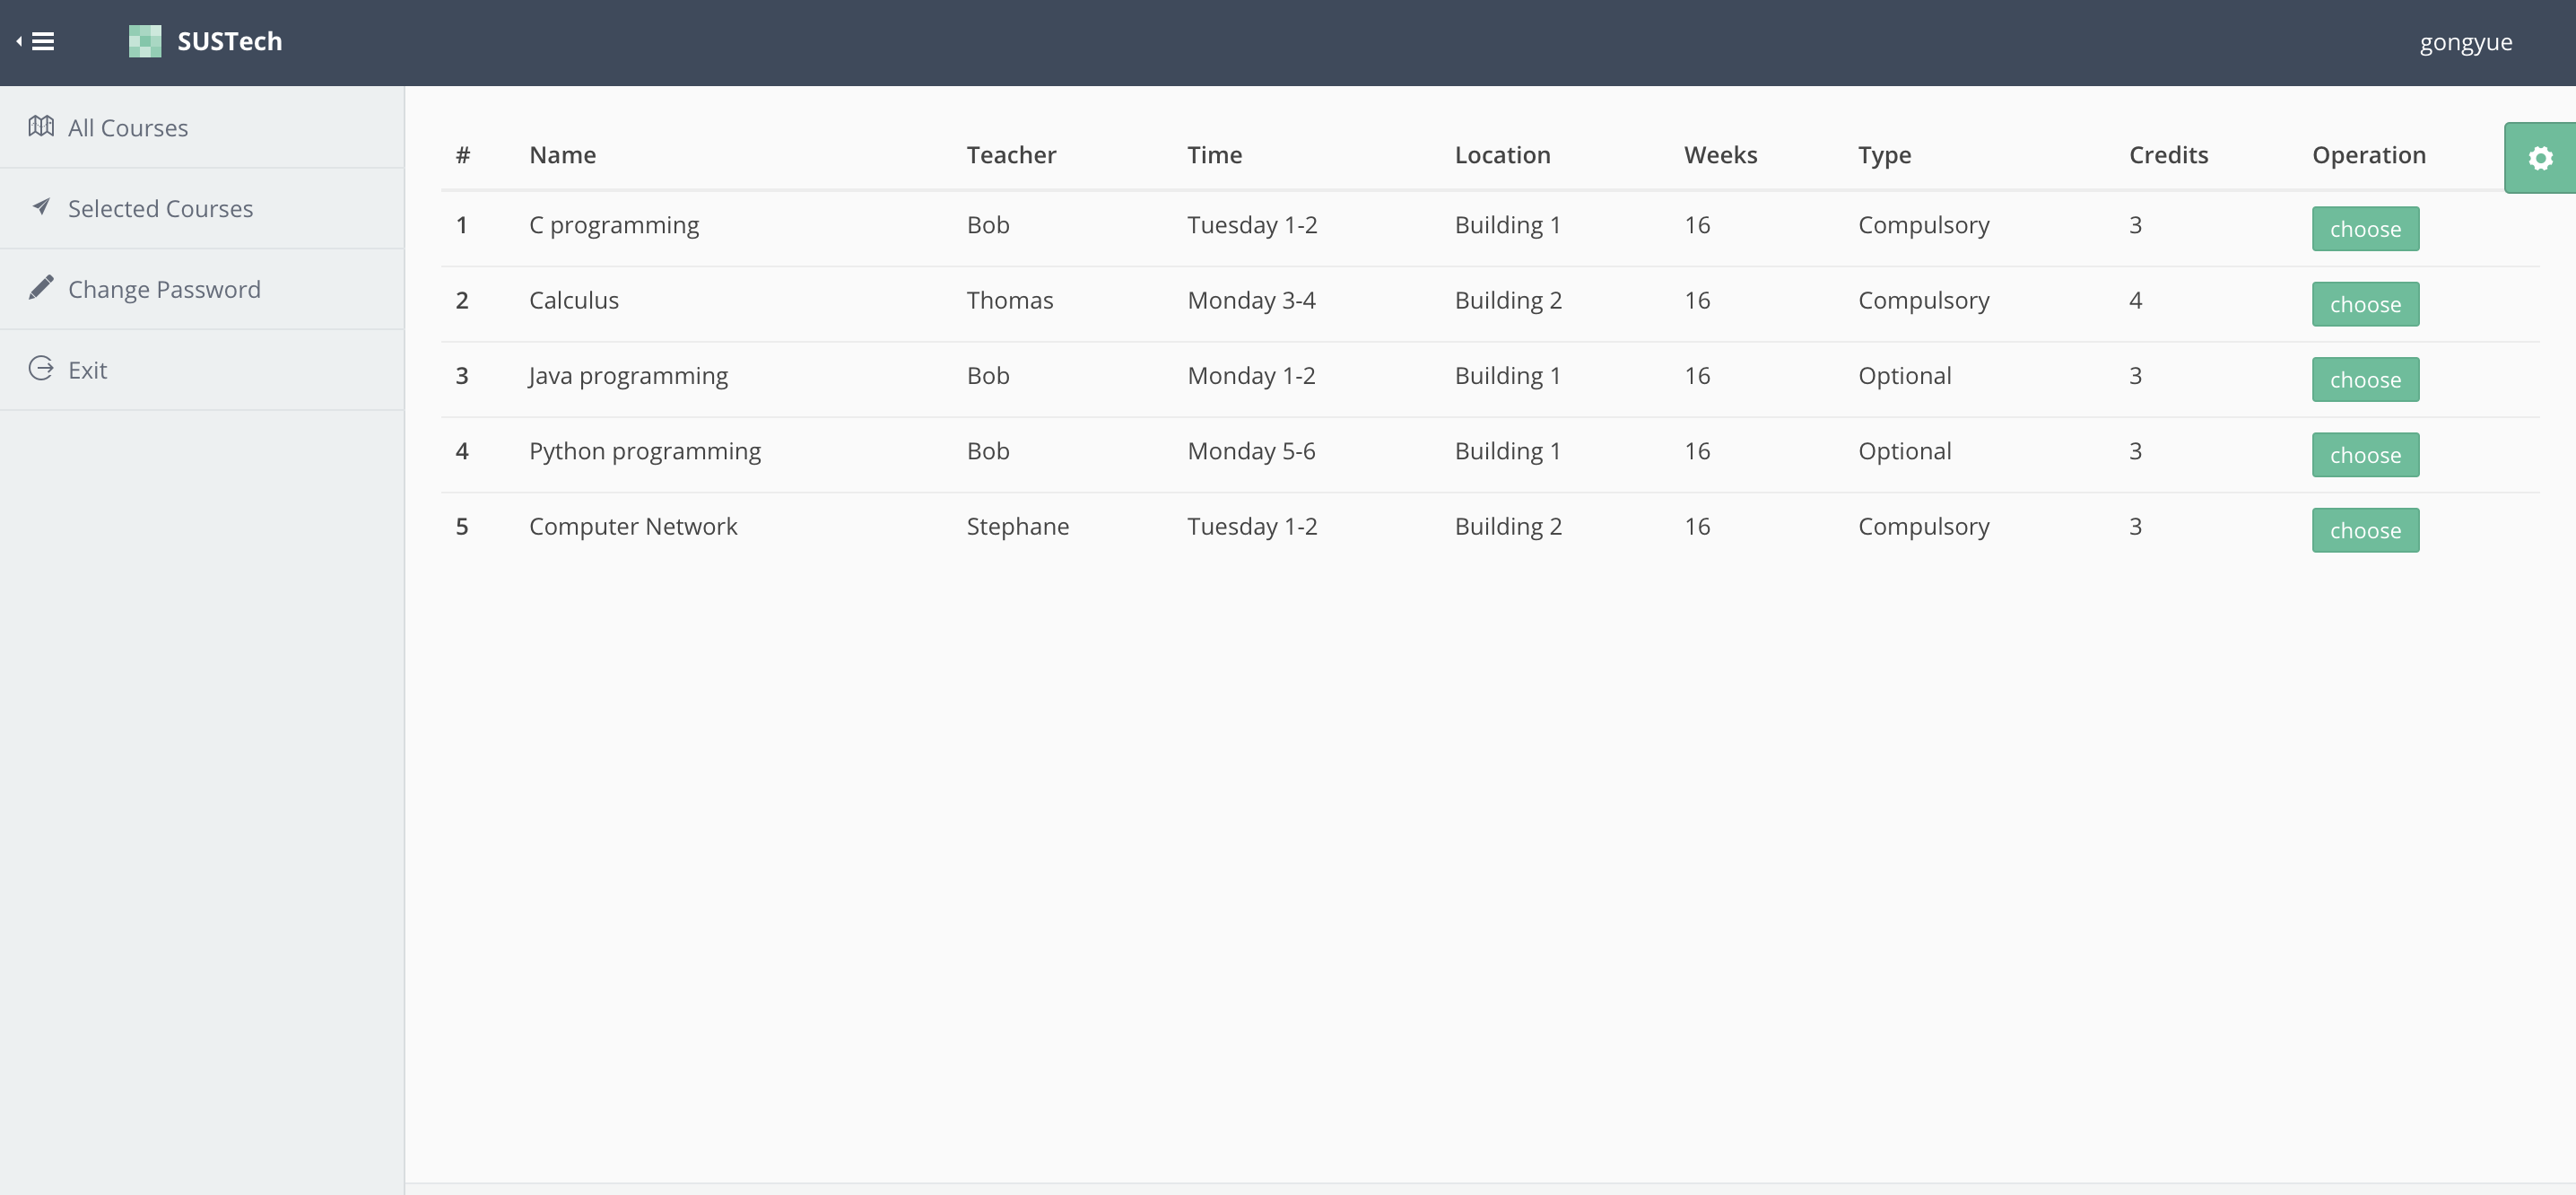 SUSTech
gongyue
All Courses
Selected Courses
Change Password
Exit
# Name Teacher Time Location Weeks Type Credits Operation
1 C programming Bob Tuesday 1-2 Building 1 16 Compulsory 3 choose
2 Calculus Thomas Monday 3-4 Building 2 16 Compulsory 4 choose
3 Java programming Bob Monday 1-2 Building 1 16 Optional 3 choose
4 Python programming Bob Monday 5-6 Building 1 16 Optional 3 choose
5 Computer Network Stephane Tuesday 1-2 Building 2 16 Compulsory 3 choose